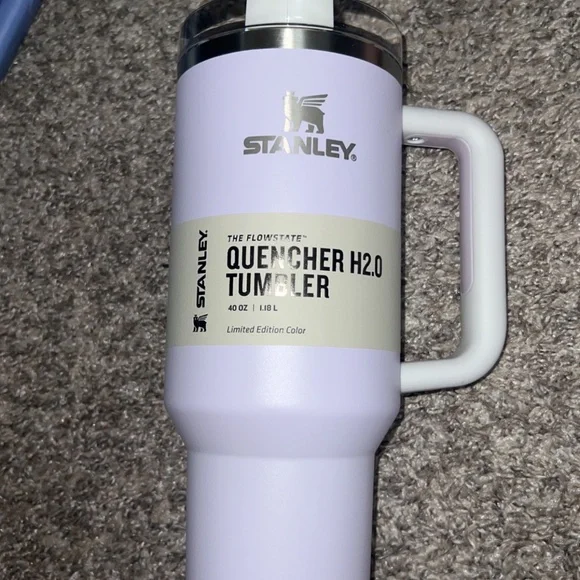 STANLEY®
STANLEY.
THE FLOWSTATE™
QUENCHER H2.0
TUMBLER
40 OZ | 1.18 L
Limited Edition Color